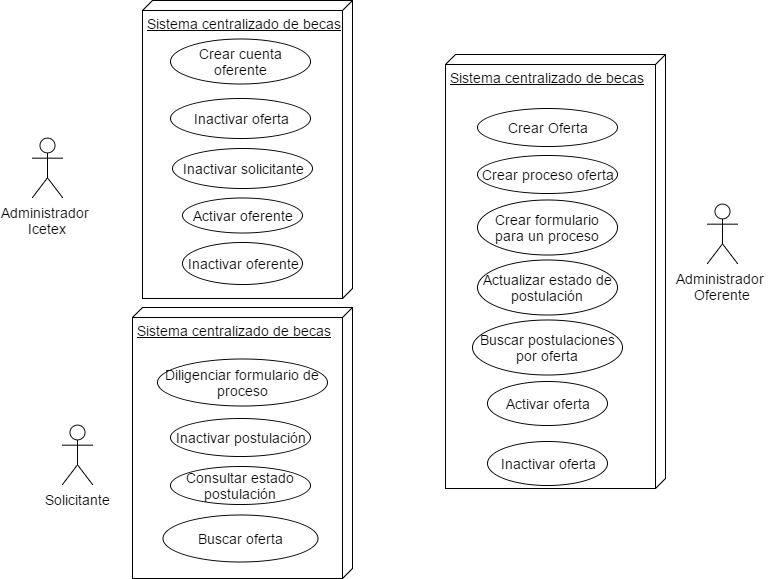 Sistema centralizado de becas
Crear cuenta
oferente
Inactivar oferta
Inactivar solicitante
Activar oferente
Inactivar oferente
Administrador
Icetex
Sistema centralizado de becas
Diligenciar formulario de
proceso
Inactivar postulación
Consultar estado
postulación
Buscar oferta
Solicitante
Sistema centralizado de becas
Crear Oferta
Crear proceso oferta
Crear formulario
para un proceso
Actualizar estado de
postulación
Buscar postulaciones
por oferta
Activar oferta
Inactivar oferta
Administrador
Oferente